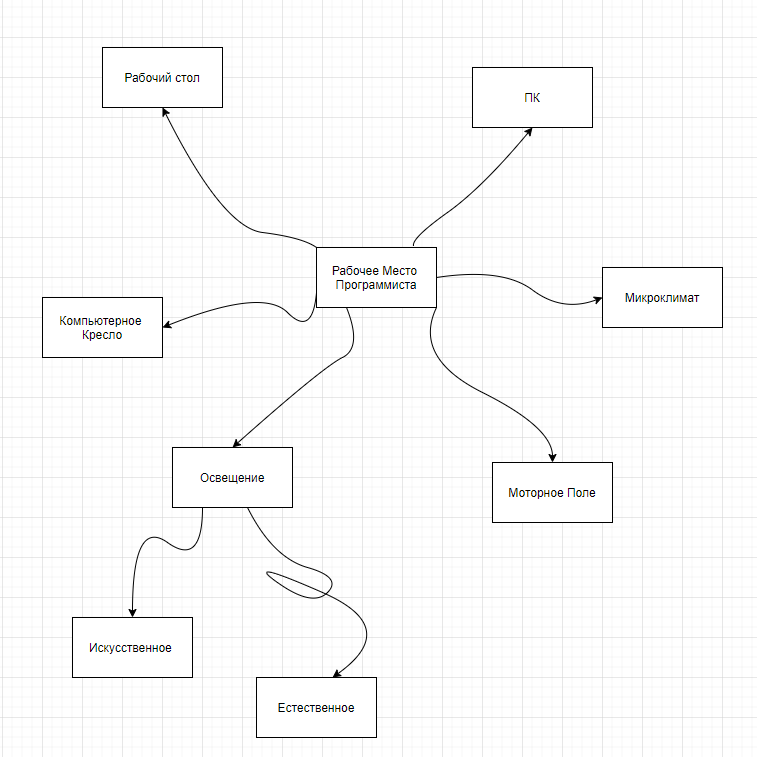 Рабочий стол
ПК
Рабочее Место
Программиста
Микроклимат
Компьютерное
Кресло
Освещение
Моторное Поле
Искусственное
Естественное